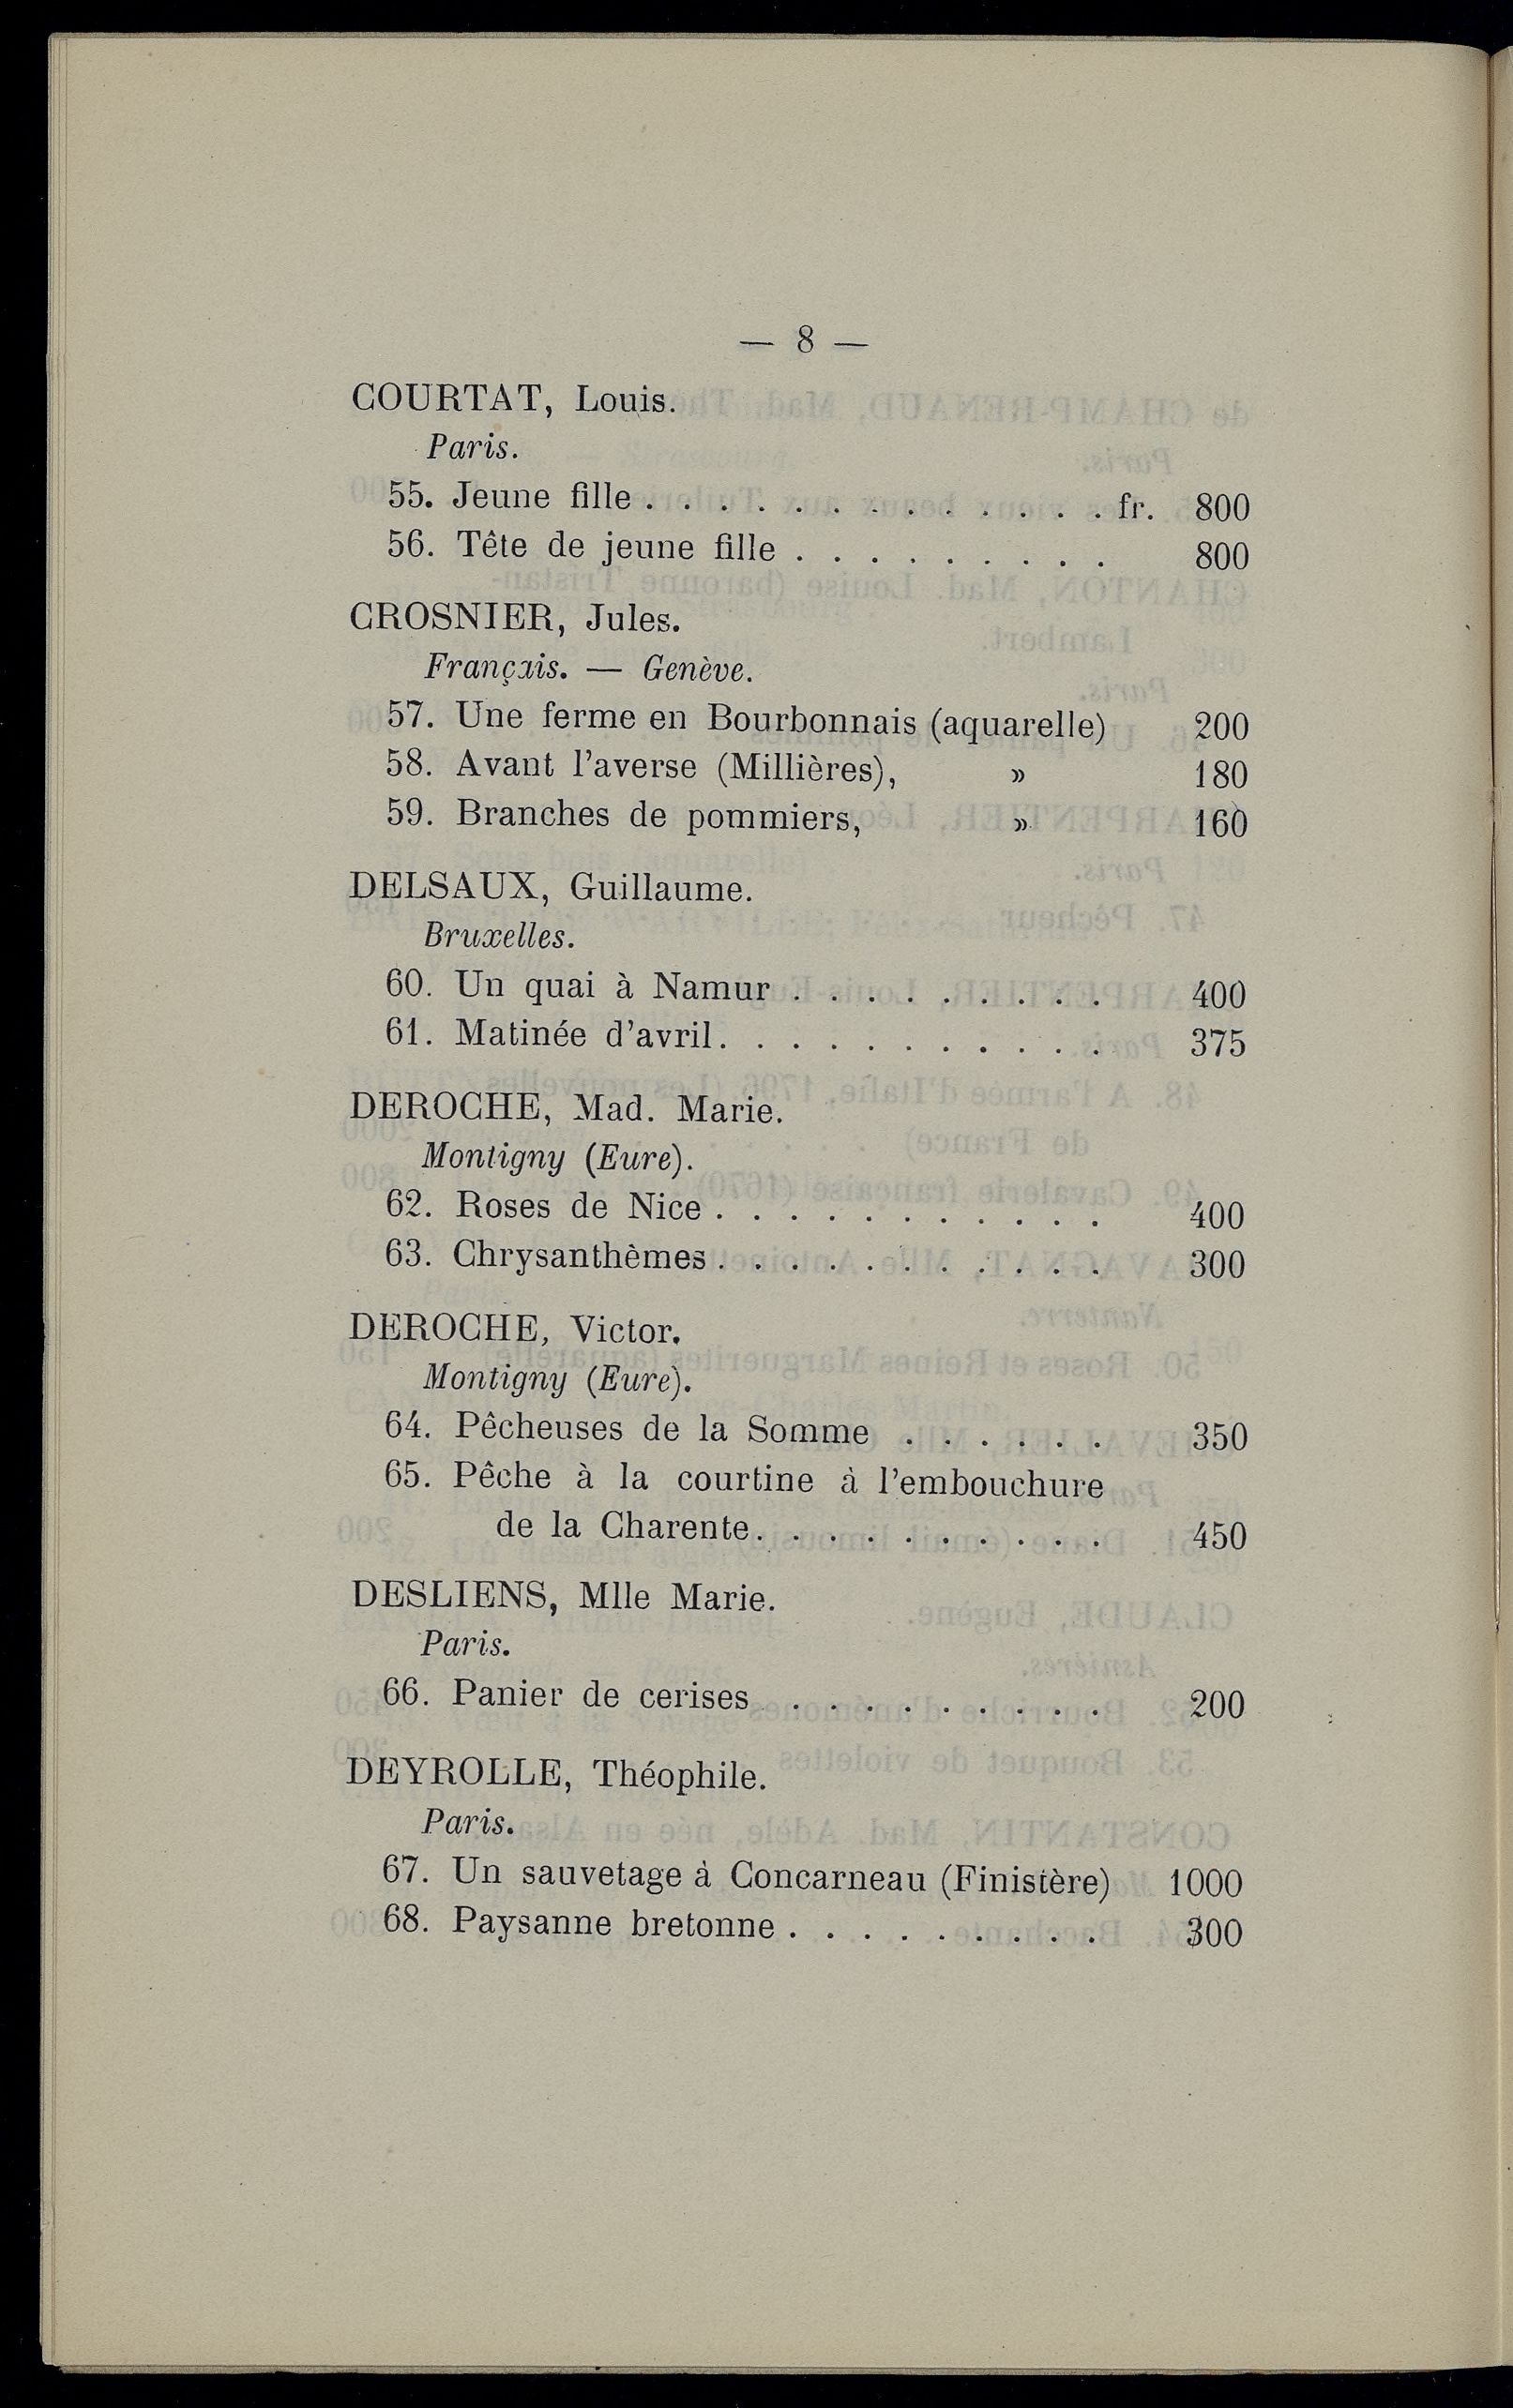 — 8 —
COURTAT, Louis.
Paris.
55. Jeune fille . . . . . . . . . . . . . fr. 800
56. Tête de jeune fille . . . . . . . . . 800
CROSNIER, Jules.
Français. — Genève.
57. Une ferme en Bourbonnais (aquarelle) 200
58. Avant l'averse (Millières), » 180
59. Branches de pommiers, » 160
DELSAUX, Guillaume.
Bruxelles.
60. Un quai à Namur . . . . . . . . . 400
61. Matinée d'avril. . . . . . . . . . . 375
DEROCHE, Mad. Marie.
Montigny (Eure).
62. Roses de Nice . . . . . . . . . . . 400
63. Chrysanthèmes . . . . . . . . . . . 300
DEROCHE, Victor.
Montigny (Eure).
64. Pêcheuses de la Somme . . . . . . 350
65. Pêche à la courtine à l'embouchure
de la Charente. . . . . . . . . . 450
DESLIENS, Mlle Marie.
Paris.
66. Panier de cerises . . . . . . . . . . 200
DEYROLLE, Théophile.
Paris.
67. Un sauvetage à Concarneau (Finistère) 1000
68. Paysanne bretonne . . . . . . . . . 300